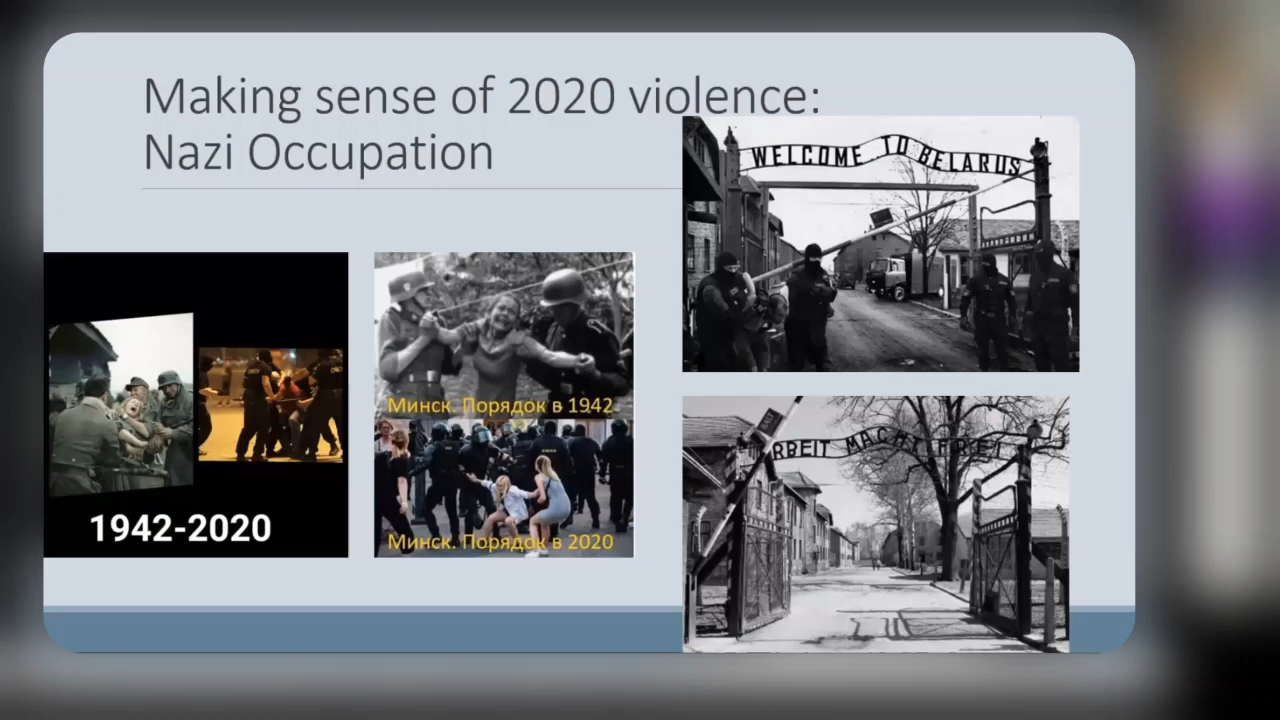 Making sense of 2020 violence:
Nazi Occupation
WELCOME TO BELARUS
1942-2020
Минск. Порядок в 1942
Минск. Порядок в 2020
RBEIT MACHT FREI